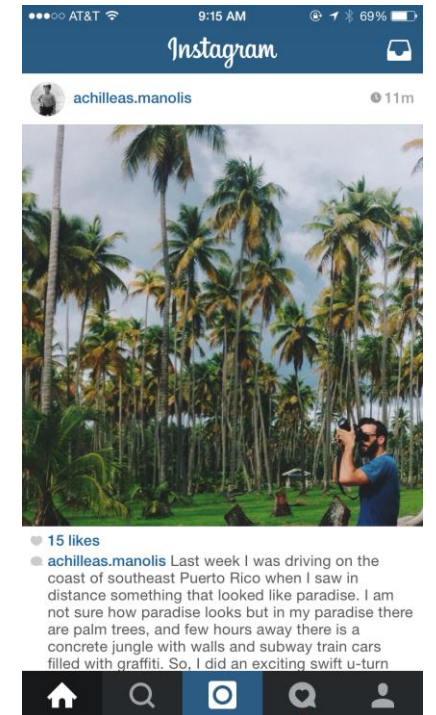 AT&T 9:15 AM 69%
Instagram
achilleas.manolis 11m
15 likes
achilleas.manolis Last week I was driving on the
coast of southeast Puerto Rico when I saw in
distance something that looked like paradise. I am
not sure how paradise looks but in my paradise there
are palm trees, and few hours away there is a
concrete jungle with walls and subway train cars
filled with graffiti. So, I did an exciting swift u-turn